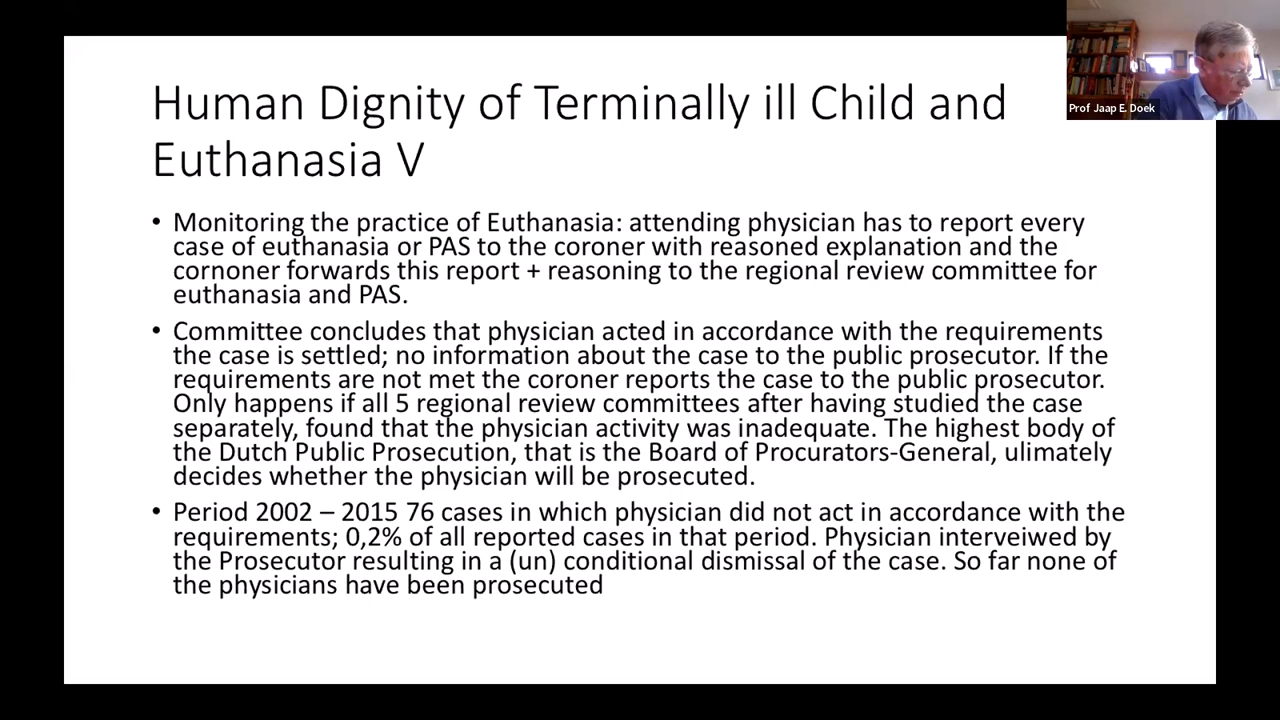 Human Dignity of Terminally ill Child and
Euthanasia V
Prof Jaap E. Doek
• Monitoring the practice of Euthanasia: attending physician has to report every
case of euthanasia or PAS to the coroner with reasoned explanation and the
cornoner forwards this report + reasoning to the regional review committee for
euthanasia and PAS.
• Committee concludes that physician acted in accordance with the requirements
the case is settled; no information about the case to the public prosecutor. If the
requirements are not met the coroner reports the case to the public prosecutor.
Only happens if all 5 regional review committees after having studied the case
separately, found that the physician activity was inadequate. The highest body of
the Dutch Public Prosecution, that is the Board of Procurators-General, ulimately
decides whether the physician will be prosecuted.
• Period 2002 – 2015 76 cases in which physician did not act in accordance with the
requirements; 0,2% of all reported cases in that period. Physician interveiwed by
the Prosecutor resulting in a (un) conditional dismissal of the case. So far none of
the physicians have been prosecuted